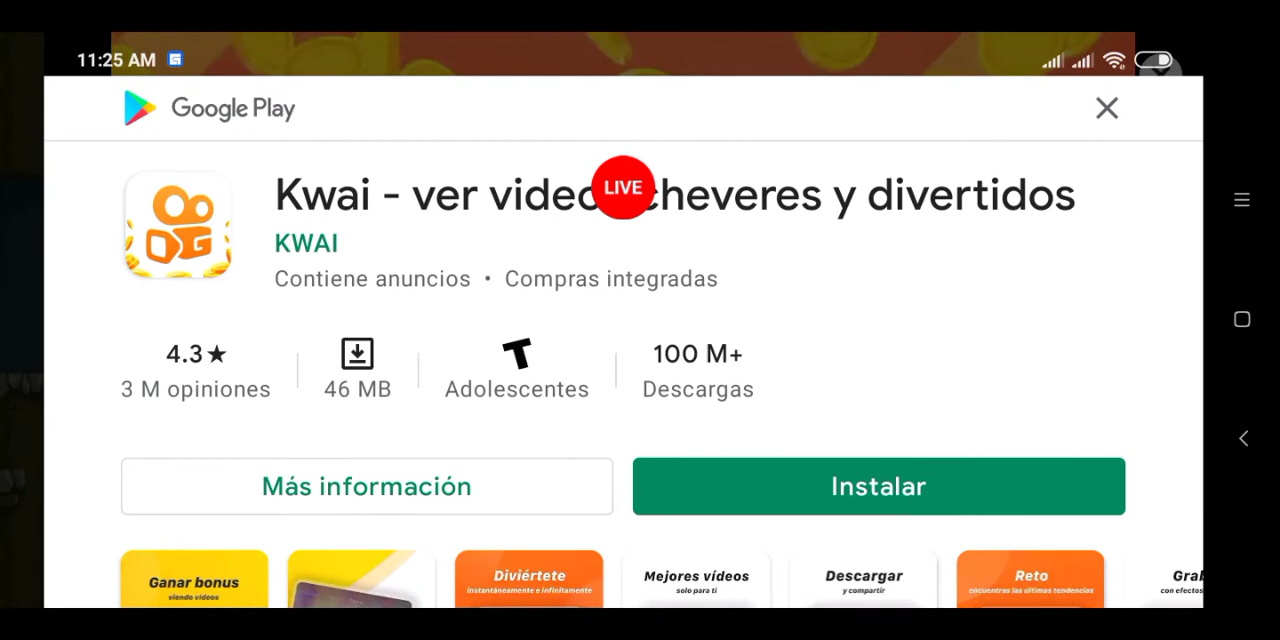 11:25 AM
Google Play
Kwai - ver video LIVE cheveres y divertidos
KWAI
Contiene anuncios • Compras integradas
4.3★
3 M opiniones
46 MB
T
Adolescentes
100 M+
Descargas
Más información
Instalar
Ganar bonus
viendo vídeos
Diviértete
instantáneamente e infinitamente
Mejores vídeos
solo para ti
Descargar
y compartir
Reto
encuentras las últimas tendencias
Gral
con efectos